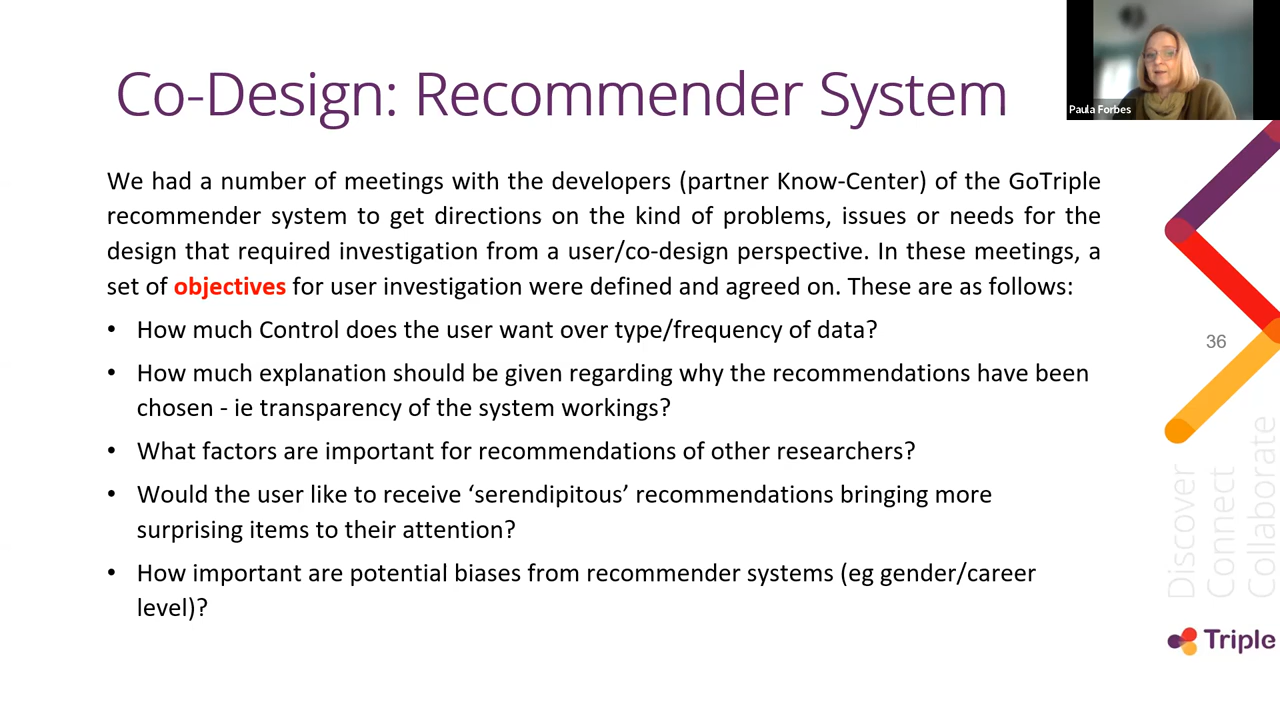 Co-Design: Recommender System
Paula Forbes
We had a number of meetings with the developers (partner Know-Center) of the GoTriple
recommender system to get directions on the kind of problems, issues or needs for the
design that required investigation from a user/co-design perspective. In these meetings, a
set of objectives for user investigation were defined and agreed on. These are as follows:
• How much Control does the user want over type/frequency of data?
• How much explanation should be given regarding why the recommendations have been
chosen - ie transparency of the system workings?
• What factors are important for recommendations of other researchers?
• Would the user like to receive ‘serendipitous’ recommendations bringing more
surprising items to their attention?
• How important are potential biases from recommender systems (eg gender/career
level)?
36
Discover
Connect
Collaborate
Triple